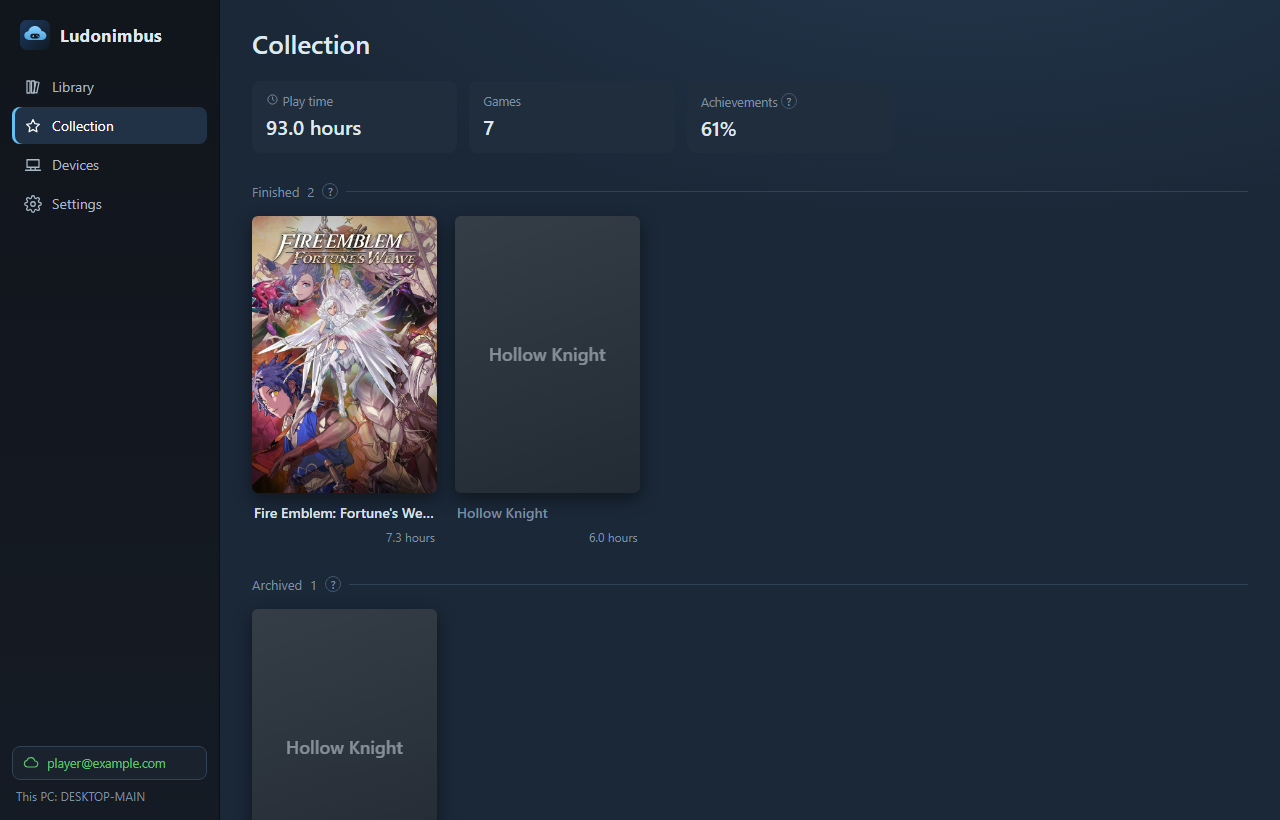 Ludonimbus
Library
Collection
Devices
Settings
player@example.com
This PC: DESKTOP-MAIN
Collection
Play time
93.0 hours
Games
7
Achievements ?
61%
Finished 2 ?
FIRE EMBLEM
FORTUNE'S WEAVE
Hollow Knight
Fire Emblem: Fortune's We...
7.3 hours
Hollow Knight
6.0 hours
Archived 1 ?
Hollow Knight